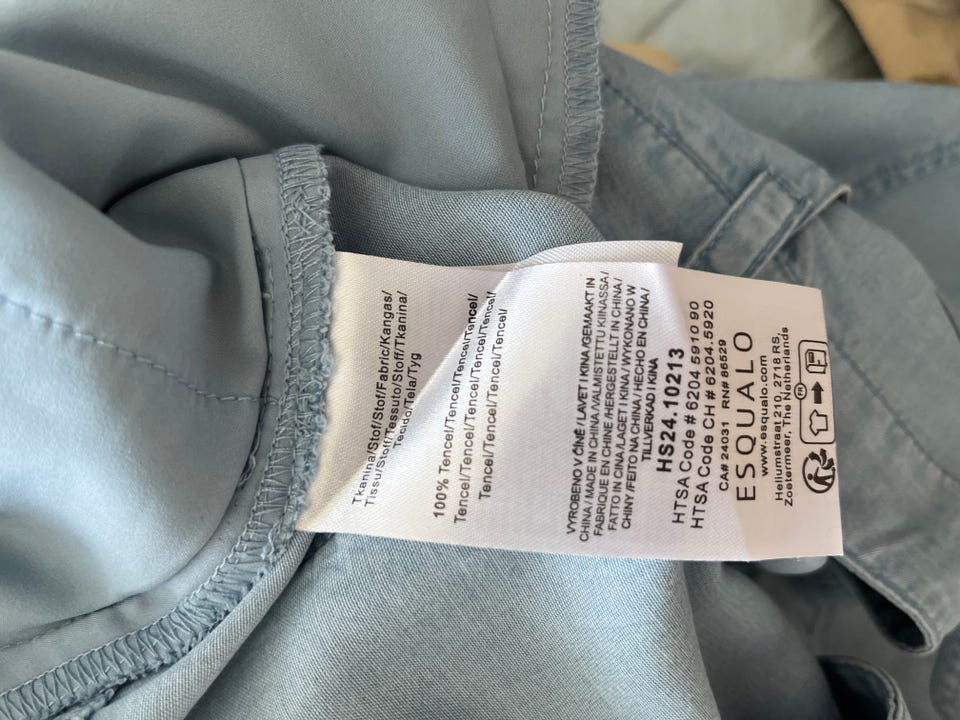 Tkanina/Stof/Stof/Fabric/Kangas/
Tissu/Stoff/Tessuto/Stoff/Tkanina/
Tecido/Tela/Tyg
100% Tencel/Tencel/Tencel/Tencel/
Tencel/Tencel/Tencel/Tencel/Tencel/
Tencel/Tencel/Tencel/Tencel/
VYROBENO V ČÍNĚ/LAVET I KINA/GEMAAKT IN
CHINA/MADE IN CHINA/VALMISTETTU KIINASSA/
FABRIQUE EN CHINE/HERGESTELLT IN CHINA/
FATTO IN CINA/LAGET I KINA/WYKONANO W
CHINY/FEITO NA CHINA/HECHO EN CHINA/
TILLVERKAD I KINA
HS24.10213
HTSA Code # 6204 5910 90
HTSA Code CH # 6204.5920
CA# 24031 RN# 86529
ESQUALO
www.esqualo.com
Heliumstraat 210, 2718 RS,
Zoetermeer, The Netherlands
FR